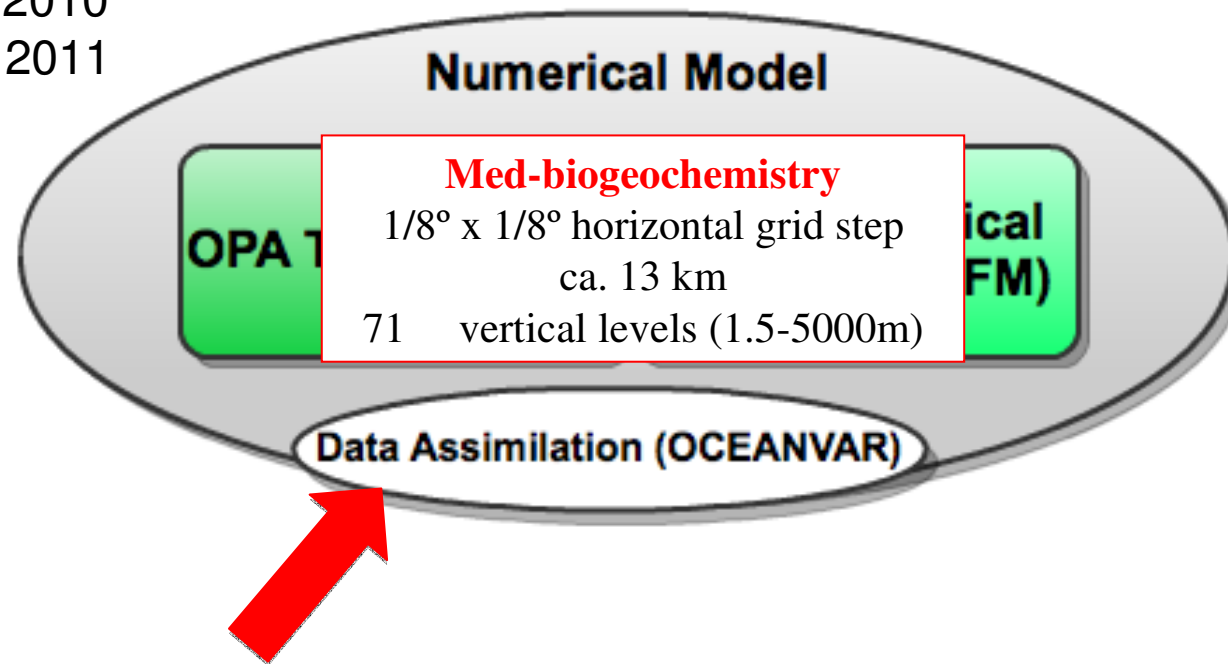 2010
2011
Numerical Model
Med-biogeochemistry
1/8º x 1/8º horizontal grid step
OPA T
ical
ca. 13 km
FM)
71 vertical levels (1.5-5000m)
Data Assimilation (OCEANVAR)